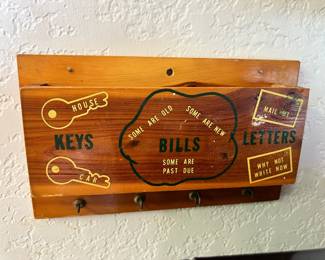 HOUSE
KEYS
CAR
SOME ARE OLD
SOME ARE NEW
BILLS
SOME ARE
PAST DUE
MAIL OUT
LETTERS
WHY NOT
WRITE NOW